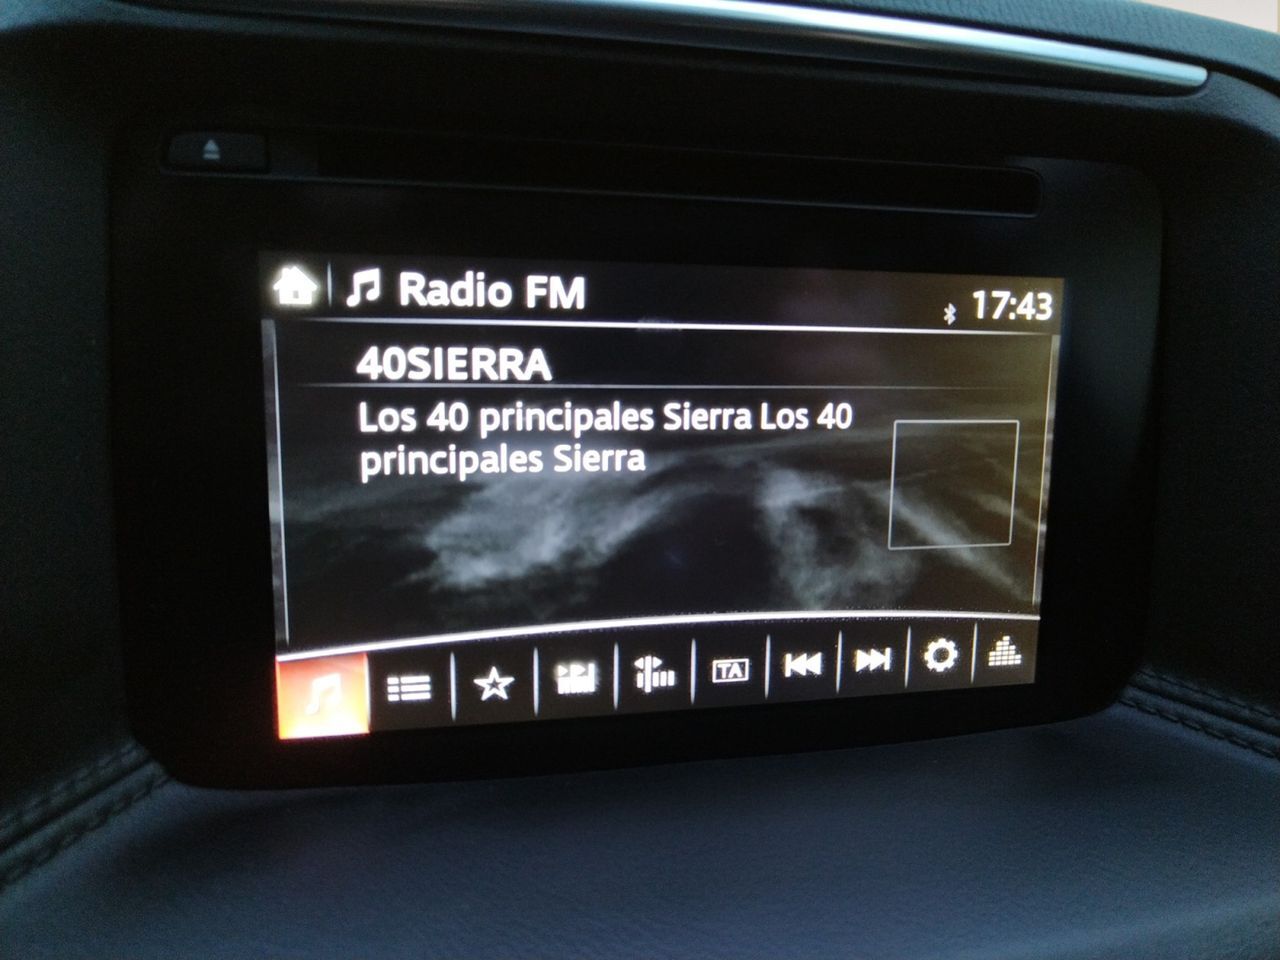 Radio FM
17:43
40SIERRA
Los 40 principales Sierra Los 40
principales Sierra
TA